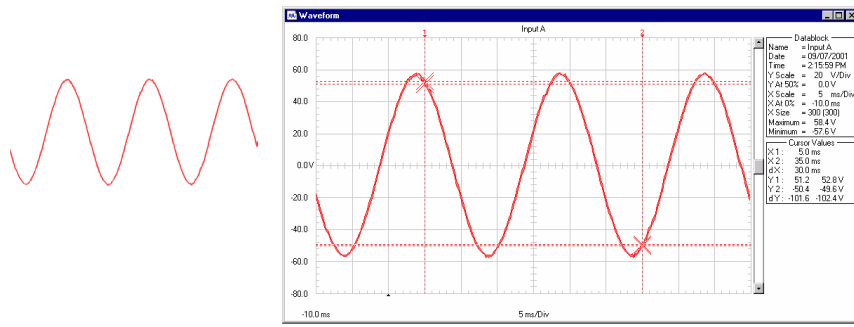 Waveform
Input A
1
2
80.0
60.0
40.0
20.0
0.0V
-20.0
-40.0
-60.0
-80.0
-10.0 ms
5 ms/Div
Datablock
Name = Input A
Date = 09/07/2001
Time = 2:15:59 PM
Y Scale = 20 V/Div
Y At 50% = 0.0 V
X Scale = 5 ms/Div
X At 0% = -10.0 ms
X Size = 300 (300)
Maximum = 58.4 V
Minimum = -57.6 V
Cursor Values
X 1 : 5.0 ms
X 2 : 35.0 ms
dX : 30.0 ms
Y 1 : 51.2 52.8 V
Y 2 : -50.4 -49.6 V
dY : -101.6 -102.4 V